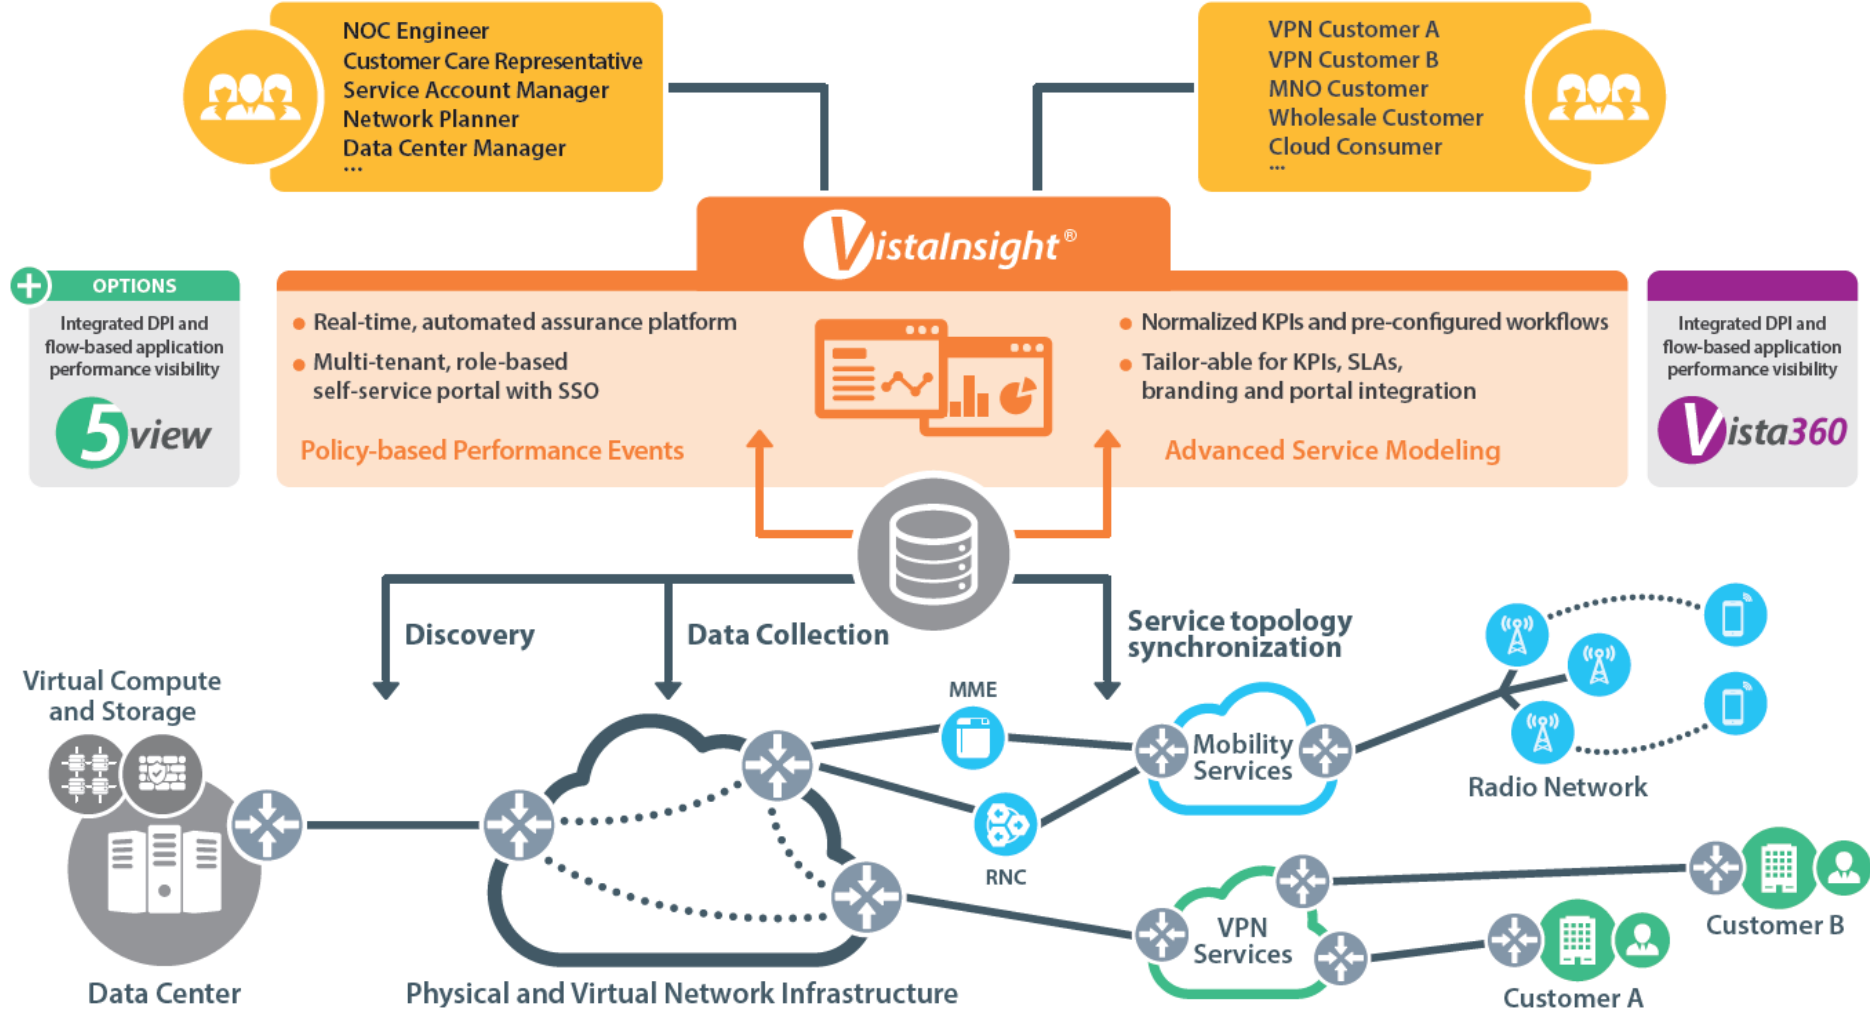 NOC Engineer
Customer Care Representative
Service Account Manager
Network Planner
Data Center Manager
...
VPN Customer A
VPN Customer B
MNO Customer
Wholesale Customer
Cloud Consumer
...
VistaInsight®
OPTIONS
Integrated DPI and
flow-based application
performance visibility
5view
Real-time, automated assurance platform
Multi-tenant, role-based
self-service portal with SSO
Policy-based Performance Events
Normalized KPIs and pre-configured workflows
Tailor-able for KPIs, SLAs,
branding and portal integration
Advanced Service Modeling
Integrated DPI and
flow-based application
performance visibility
Vista360
Discovery
Data Collection
Service topology
synchronization
Virtual Compute
and Storage
MME
Mobility
Services
Radio Network
RNC
VPN
Services
Customer B
Customer A
Data Center
Physical and Virtual Network Infrastructure